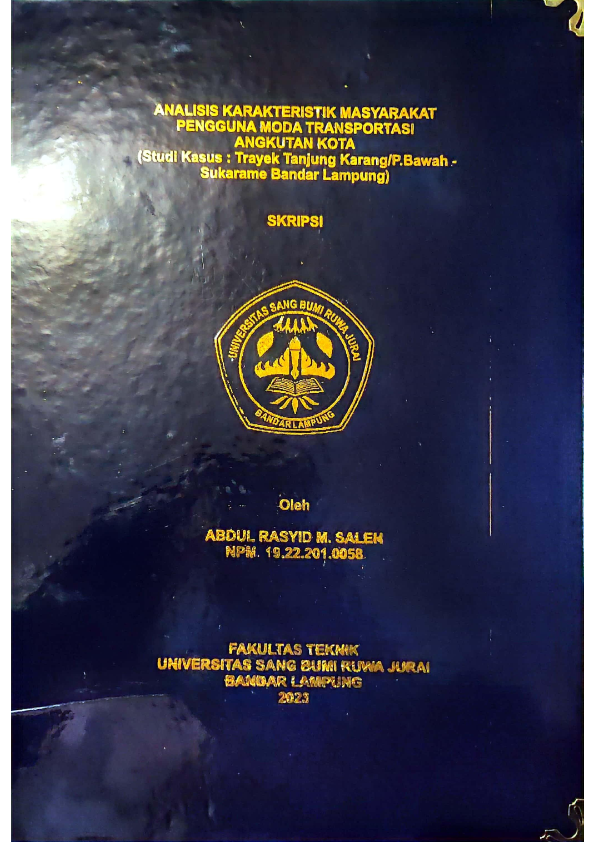 ANALISIS KARAKTERISTIK MASYARAKAT
PENGGUNA MODA TRANSPORTASI
ANGKUTAN KOTA
(Studi Kasus : Trayek Tanjung Karang/P.Bawah -
Sukarame Bandar Lampung)
SKRIPSI
UNIVERSITAS SANG BUMI RUWA JURAI
BANDAR LAMPUNG
Oleh
ABDUL RASYID M. SALEH
NPM. 19.22.201.0058
FAKULTAS TEKNIK
UNIVERSITAS SANG BUMI RUWA JURAI
BANDAR LAMPUNG
2023